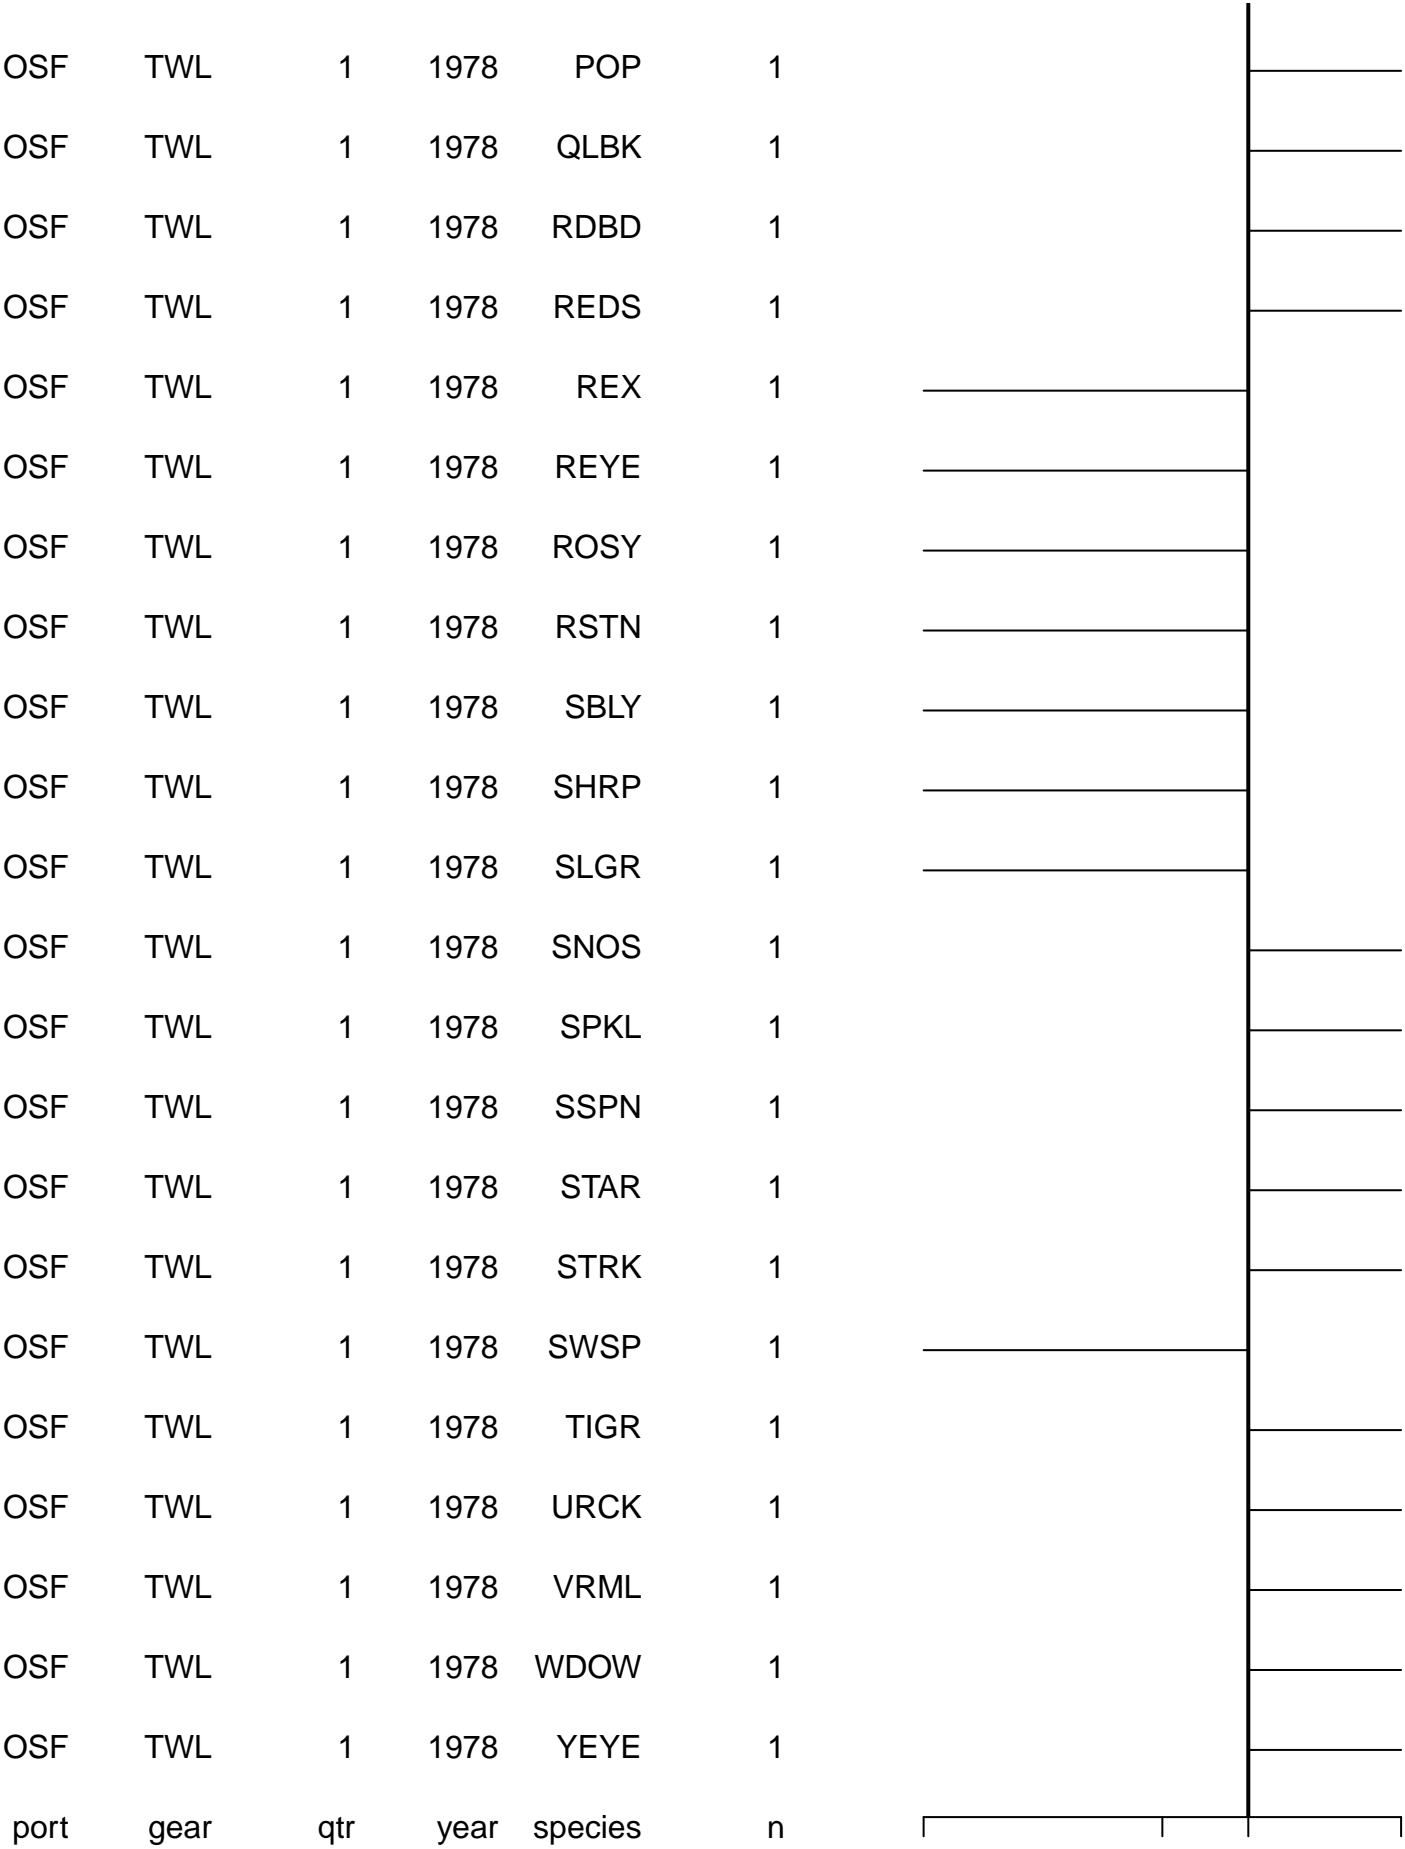 OSF TWL 1 1978 POP 1
OSF TWL 1 1978 QLBK 1
OSF TWL 1 1978 RDBD 1
OSF TWL 1 1978 REDS 1
OSF TWL 1 1978 REX 1
OSF TWL 1 1978 REYE 1
OSF TWL 1 1978 ROSY 1
OSF TWL 1 1978 RSTN 1
OSF TWL 1 1978 SBLY 1
OSF TWL 1 1978 SHRP 1
OSF TWL 1 1978 SLGR 1
OSF TWL 1 1978 SNOS 1
OSF TWL 1 1978 SPKL 1
OSF TWL 1 1978 SSPN 1
OSF TWL 1 1978 STAR 1
OSF TWL 1 1978 STRK 1
OSF TWL 1 1978 SWSP 1
OSF TWL 1 1978 TIGR 1
OSF TWL 1 1978 URCK 1
OSF TWL 1 1978 VRML 1
OSF TWL 1 1978 WDOW 1
OSF TWL 1 1978 YEYE 1
port gear qtr year species n